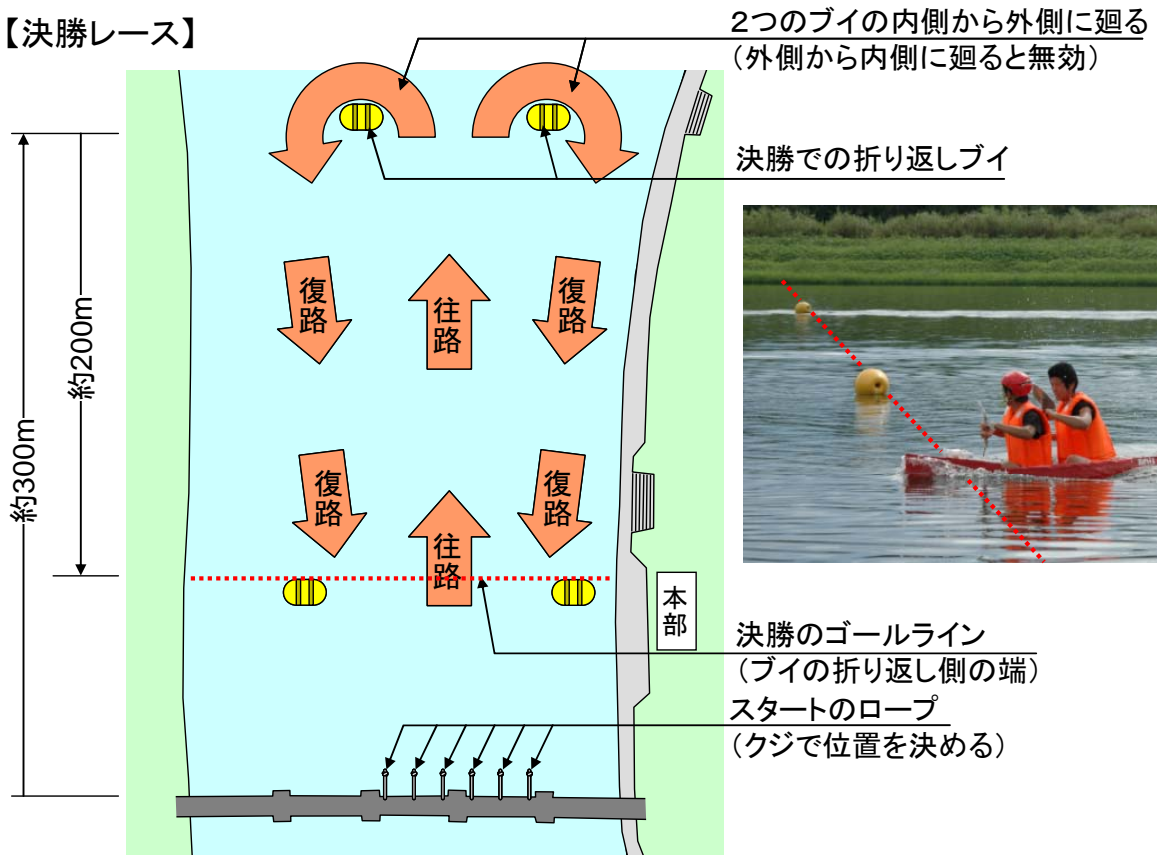 【決勝レース】
2つのブイの内側から外側に廻る
(外側から内側に廻ると無効)
決勝での折り返しブイ
復路
往路
復路
約200m
約300m
復路
往路
復路
本部
決勝のゴールライン
(ブイの折り返し側の端)
スタートのロープ
(クジで位置を決める)